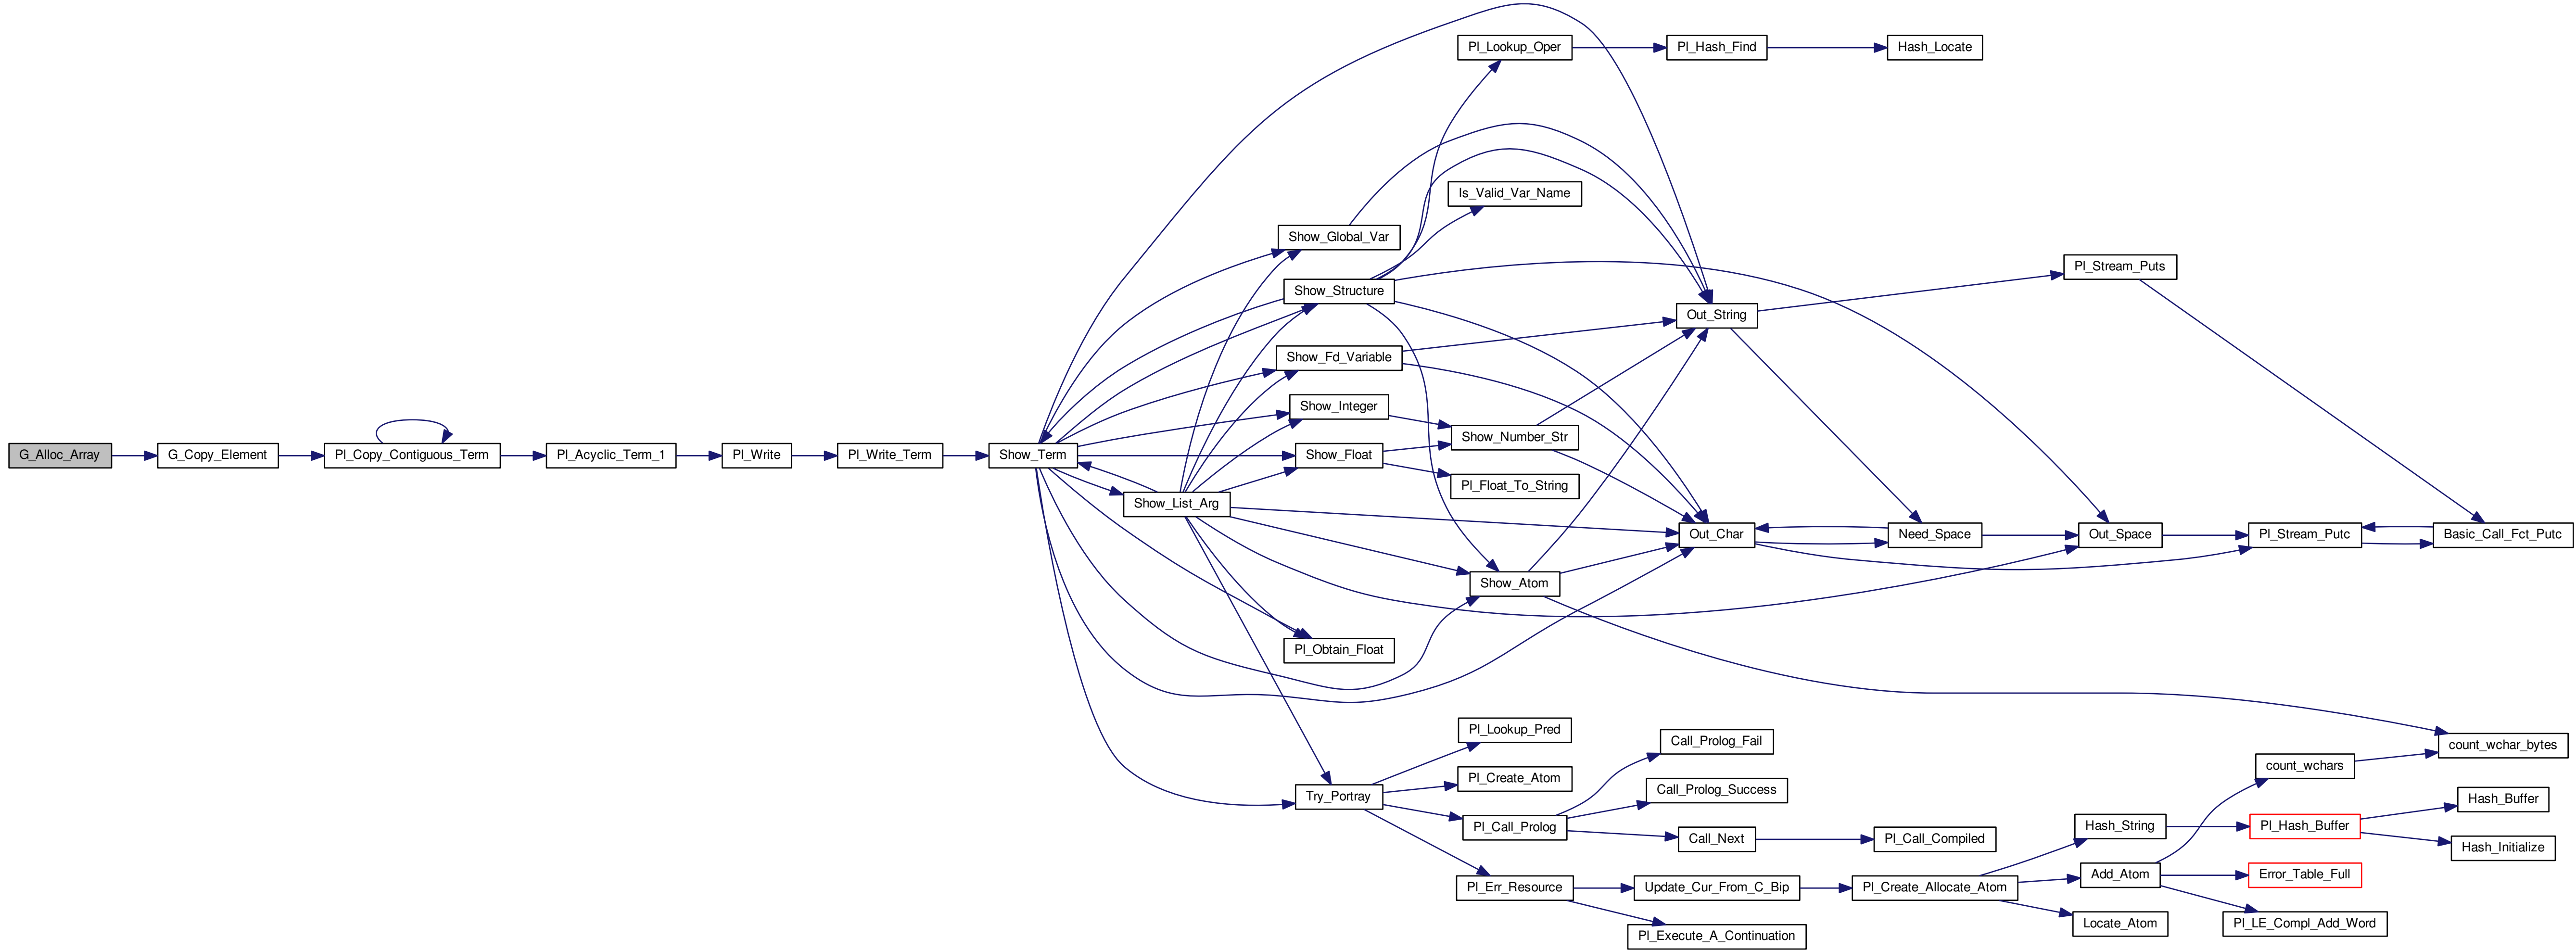 G_Alloc_Array
G_Copy_Element
Pl_Copy_Contiguous_Term
Pl_Acyclic_Term_1
Pl_Write
Pl_Write_Term
Show_Term
Show_List_Arg
Show_Global_Var
Show_Structure
Show_Fd_Variable
Show_Integer
Show_Float
Pl_Obtain_Float
Try_Portray
Pl_Lookup_Oper
Is_Valid_Var_Name
Show_Number_Str
Pl_Float_To_String
Show_Atom
Pl_Lookup_Pred
Pl_Create_Atom
Pl_Call_Prolog
Pl_Err_Resource
Pl_Hash_Find
Out_String
Out_Char
Call_Prolog_Fail
Call_Prolog_Success
Call_Next
Update_Cur_From_C_Bip
Pl_Execute_A_Continuation
Hash_Locate
Need_Space
Pl_Call_Compiled
Pl_Create_Allocate_Atom
Pl_Stream_Puts
Out_Space
Hash_String
Add_Atom
Locate_Atom
Pl_Stream_Putc
count_wchars
Pl_Hash_Buffer
Error_Table_Full
Pl_LE_Compl_Add_Word
Basic_Call_Fct_Putc
count_wchar_bytes
Hash_Buffer
Hash_Initialize